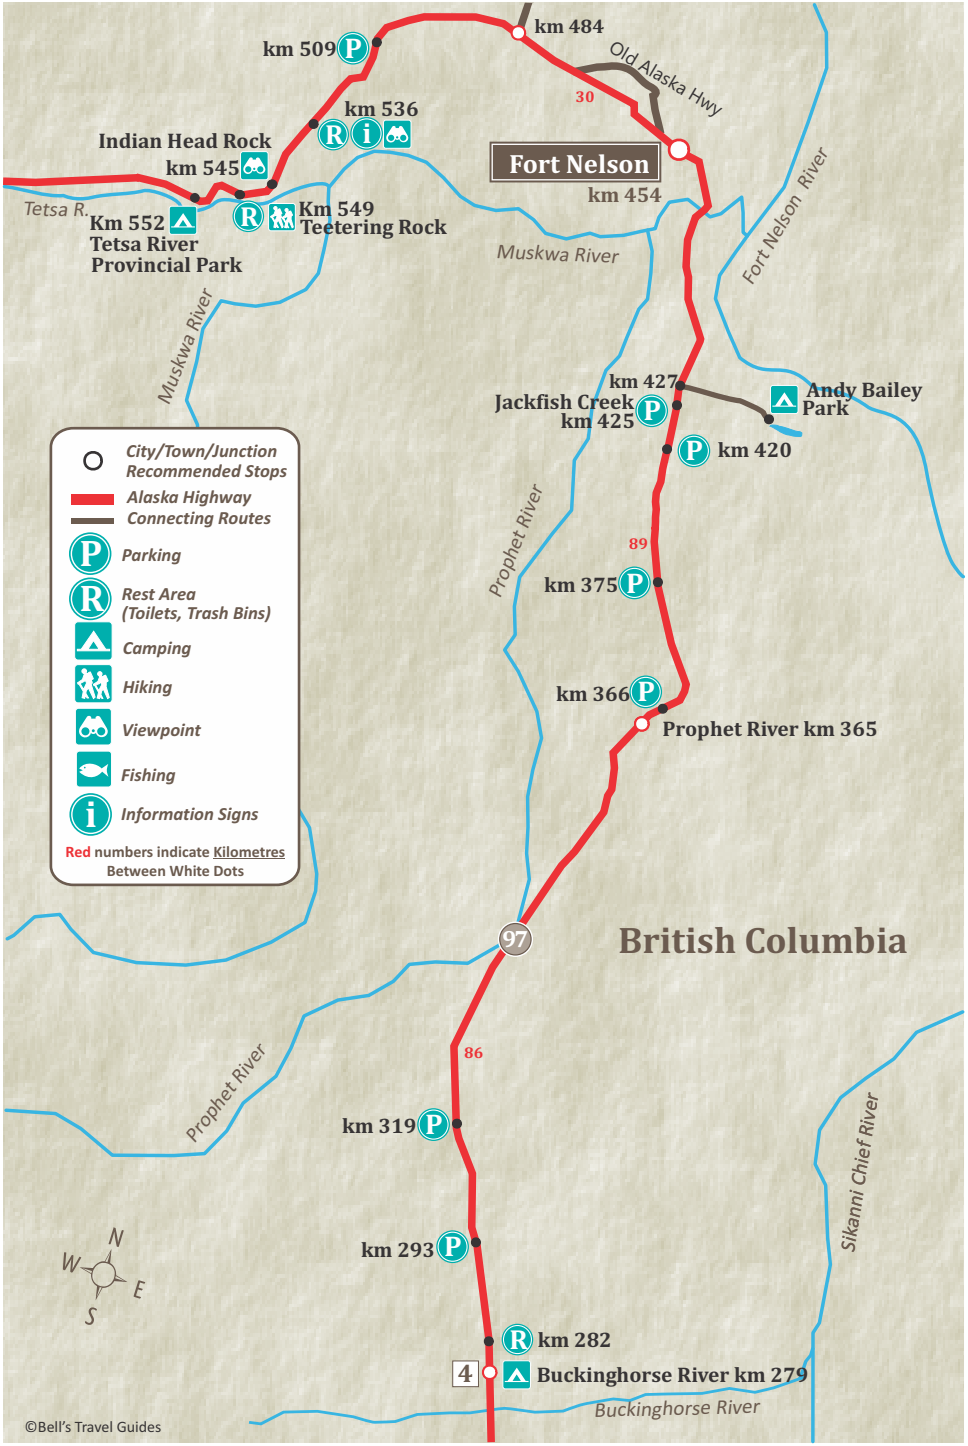 km 484
km 509
P
Old Alaska Hwy
30
km 536
R
i
Indian Head Rock
km 545
Fort Nelson
km 454
Fort Nelson River
Tetsa R.
R
Km 549
Teetering Rock
Km 552
Tetsa River
Provincial Park
Muskwa River
Muskwa River
km 427
Jackfish Creek
km 425
P
Andy Bailey
Park
P
km 420
City/Town/Junction
Recommended Stops
Alaska Highway
Connecting Routes
P
Parking
R
Rest Area
(Toilets, Trash Bins)
Camping
Hiking
Viewpoint
Fishing
i
Information Signs
Red numbers indicate Kilometres
Between White Dots
Prophet River
89
km 375
P
km 366
P
Prophet River km 365
97
British Columbia
86
Prophet River
km 319
P
Sikanni Chief River
km 293
P
N
W
E
S
R
km 282
4
Buckinghorse River km 279
Buckinghorse River
©Bell's Travel Guides